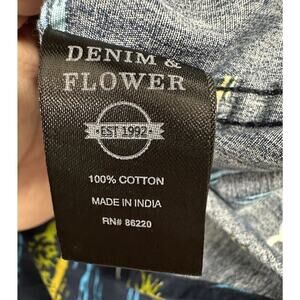 DENIM &
FLOWER
EST 1992
100% COTTON
MADE IN INDIA
RN# 86220